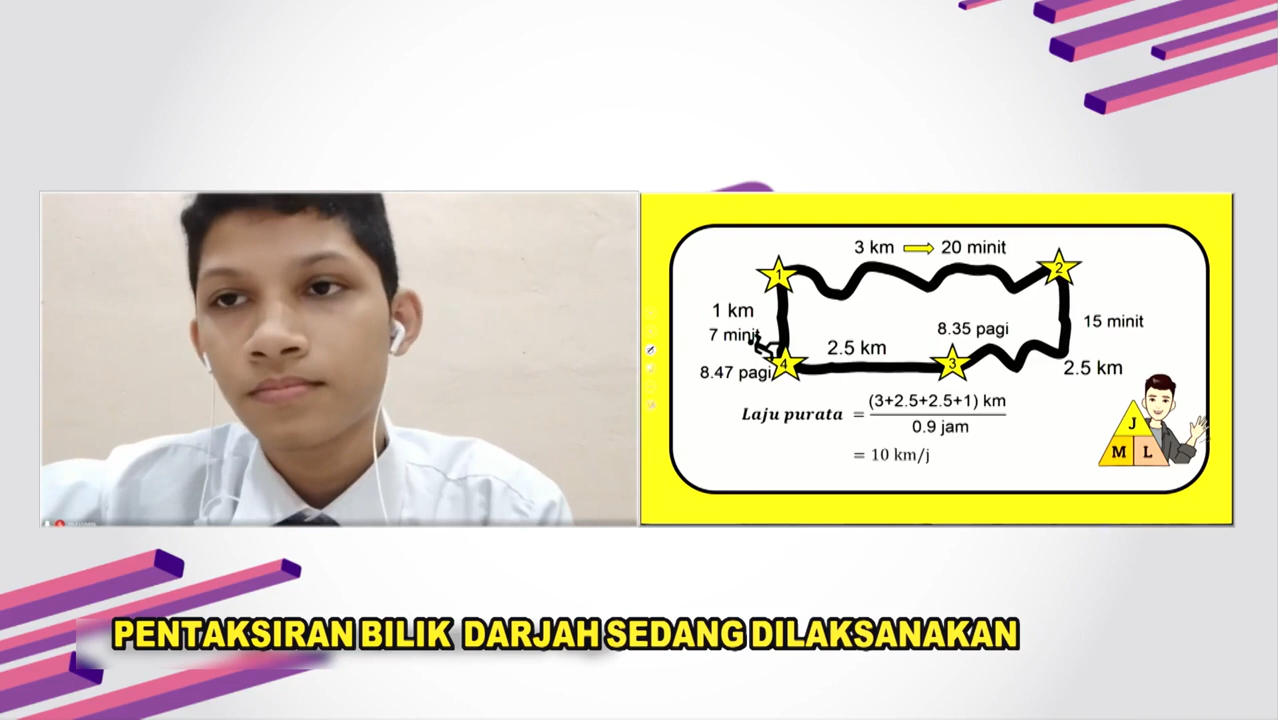 3 km 20 minit
1
2
1 km
7 minit
8.35 pagi
15 minit
8.47 pagi
4
2.5 km
3
2.5 km
Laju purata = (3+2.5+2.5+1) km
0.9 jam
= 10 km/j
J
M L
PENTAKSIRAN BILIK DARJAH SEDANG DILAKSANAKAN